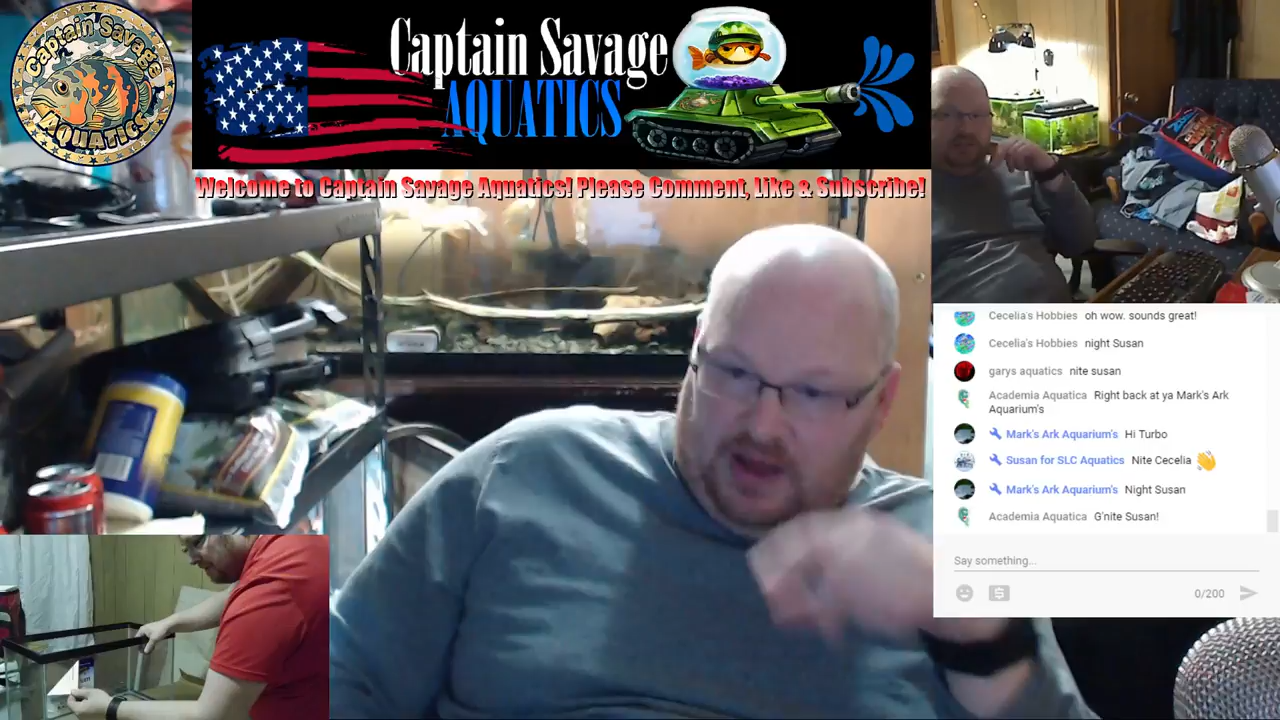 Captain Savage
AQUATICS
Captain Savage
AQUATICS
Welcome to Captain Savage Aquatics! Please Comment, Like & Subscribe!
Cecelia's Hobbies oh wow. sounds great!
Cecelia's Hobbies night Susan
garys aquatics nite susan
Academia Aquatica Right back at ya Mark's Ark
Aquarium's
Mark's Ark Aquarium's Hi Turbo
Susan for SLC Aquatics Nite Cecelia 👋
Mark's Ark Aquarium's Night Susan
Academia Aquatica G'nite Susan!
Say something...
0/200